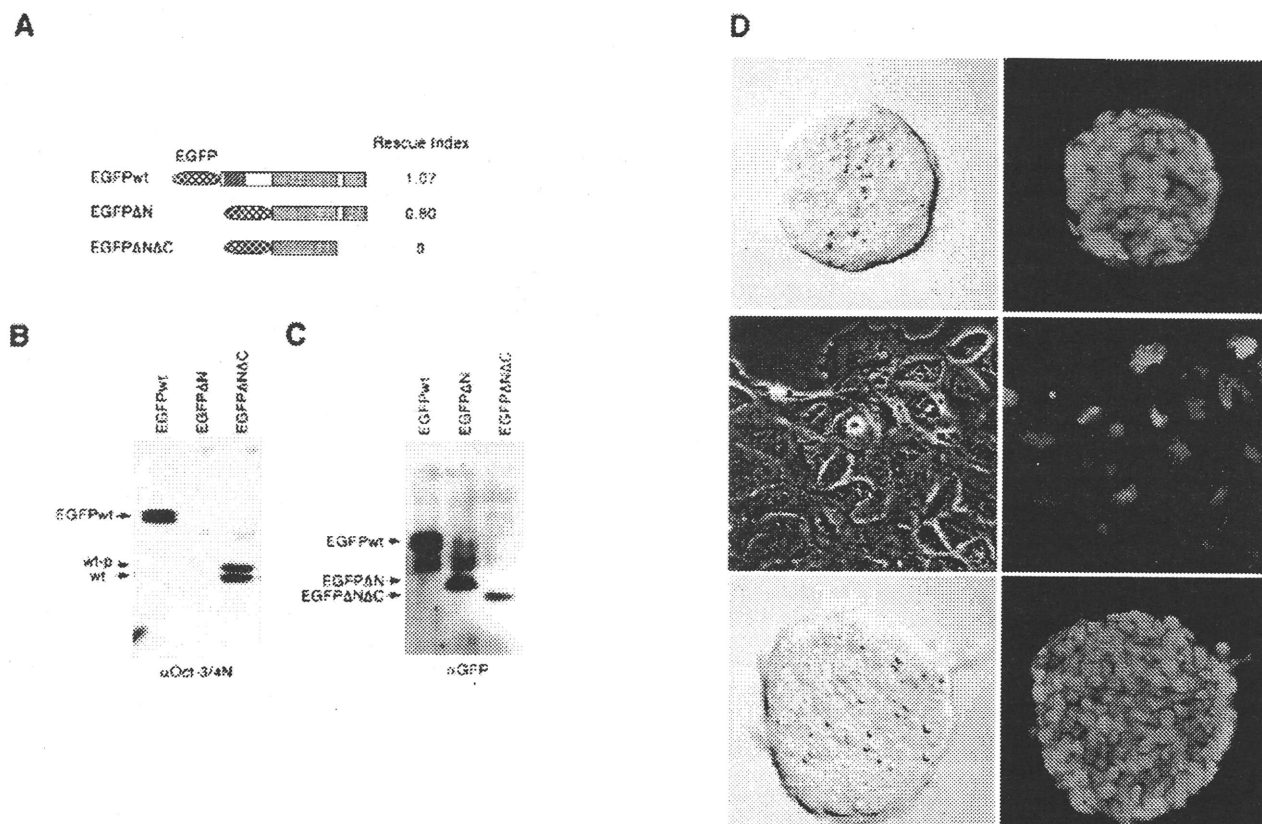 A
Rescue Index
EGFP
EGFPwt 1.07
EGFPΔN 0.80
EGFPΔNΔC 0
B
EGFPwt
EGFPΔN
EGFPΔNΔC
EGFPwt
wt-p
wt
αOct-3/4N
C
EGFPwt
EGFPΔN
EGFPΔNΔC
EGFPwt
EGFPΔN
EGFPΔNΔC
αGFP
D